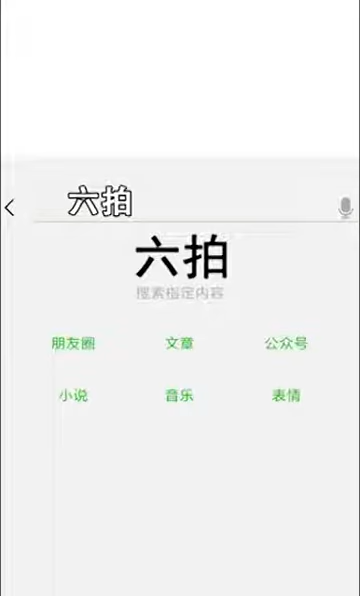 六拍
六拍
搜索指定内容
朋友圈 文章 公众号
小说 音乐 表情